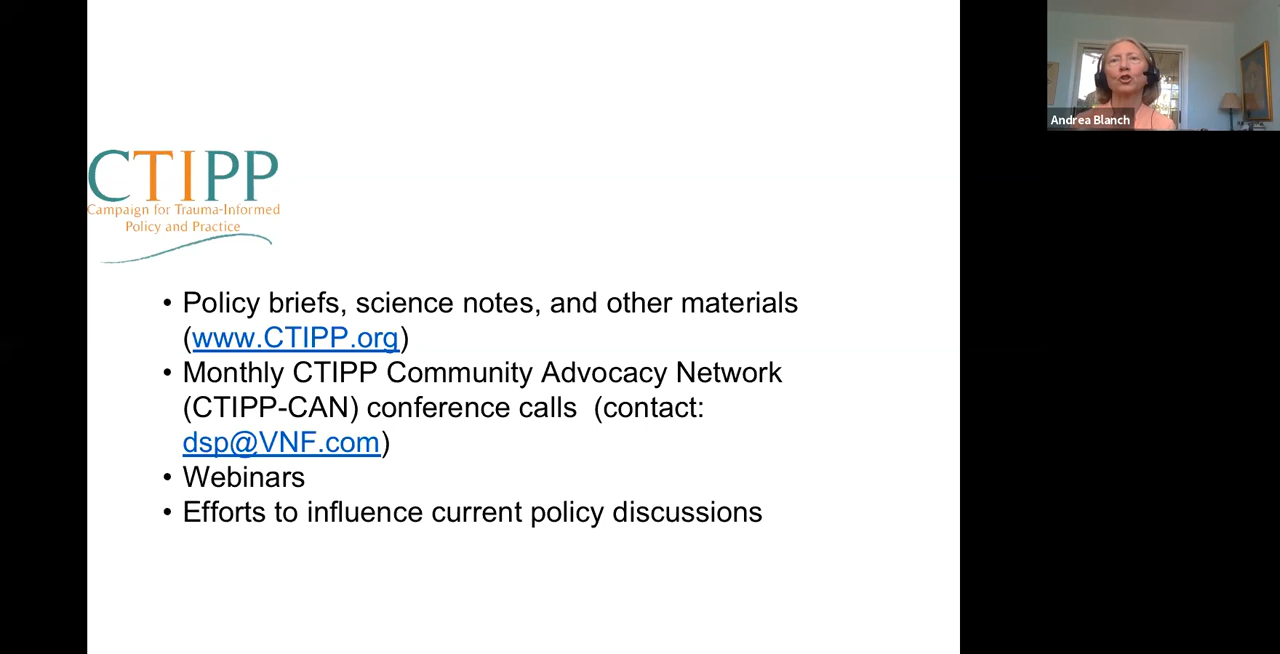 Andrea Blanch
CTIPP
Campaign for Trauma-Informed
Policy and Practice
• Policy briefs, science notes, and other materials
(www.CTIPP.org)
• Monthly CTIPP Community Advocacy Network
(CTIPP-CAN) conference calls  (contact:
dsp@VNF.com)
• Webinars
• Efforts to influence current policy discussions